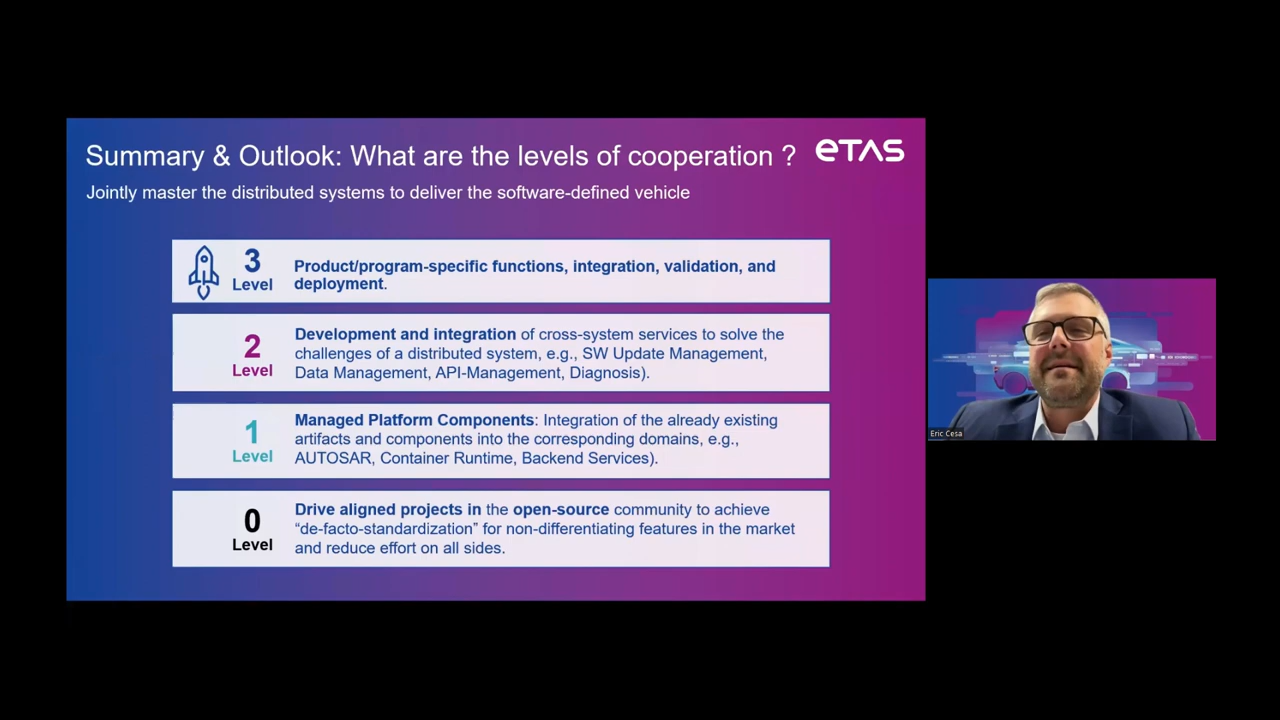 Summary & Outlook: What are the levels of cooperation ?
eTAS
Jointly master the distributed systems to deliver the software-defined vehicle
3
Level
Product/program-specific functions, integration, validation, and
deployment.
2
Level
Development and integration of cross-system services to solve the
challenges of a distributed system, e.g., SW Update Management,
Data Management, API-Management, Diagnosis).
1
Level
Managed Platform Components: Integration of the already existing
artifacts and components into the corresponding domains, e.g.,
AUTOSAR, Container Runtime, Backend Services).
0
Level
Drive aligned projects in the open-source community to achieve
“de-facto-standardization” for non-differentiating features in the market
and reduce effort on all sides.
Eric Cesa